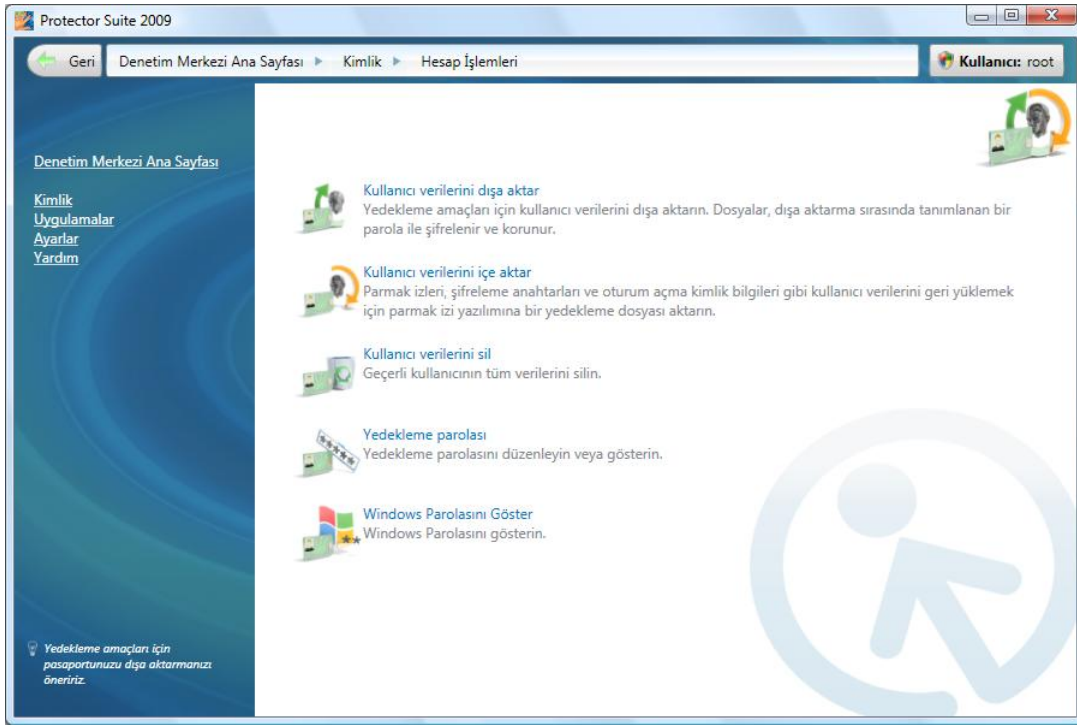 Protector Suite 2009
Geri Denetim Merkezi Ana Sayfası Kimlik Hesap İşlemleri Kullanıcı: root
Denetim Merkezi Ana Sayfası
Kimlik
Uygulamalar
Ayarlar
Yardım
Kullanıcı verilerini dışa aktar
Yedekleme amaçları için kullanıcı verilerini dışa aktarın. Dosyalar, dışa aktarma sırasında tanımlanan bir
parola ile şifrelenir ve korunur.
Kullanıcı verilerini içe aktar
Parmak izleri, şifreleme anahtarları ve oturum açma kimlik bilgileri gibi kullanıcı verilerini geri yüklemek
için parmak izi yazılımına bir yedekleme dosyası aktarın.
Kullanıcı verilerini sil
Geçerli kullanıcının tüm verilerini silin.
Yedekleme parolası
Yedekleme parolasını düzenleyin veya gösterin.
Windows Parolasını Göster
Windows Parolasını gösterin.
Yedekleme amaçları için
pasaportunuzu dışa aktarmanızı
öneririz.